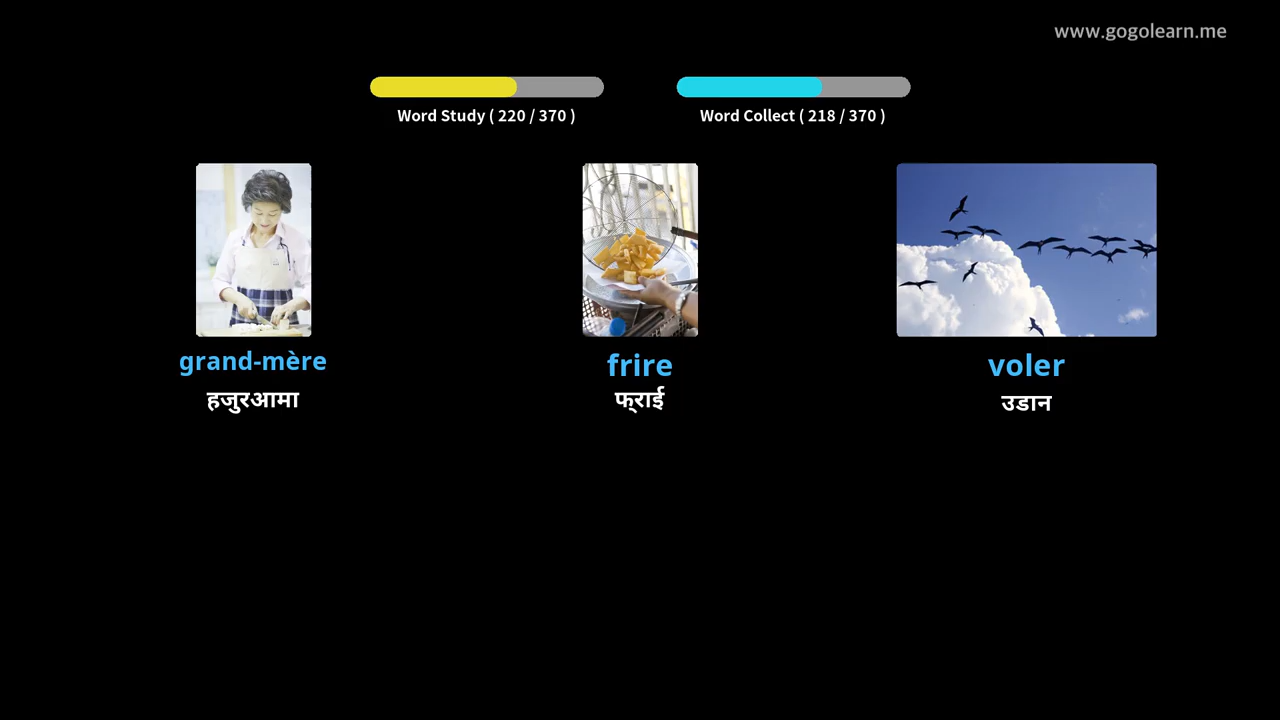 www.gogolearn.me
Word Study ( 220 / 370 )
Word Collect ( 218 / 370 )
grand-mère
frire
voler
हजुरआमा
फ्राई
उडान